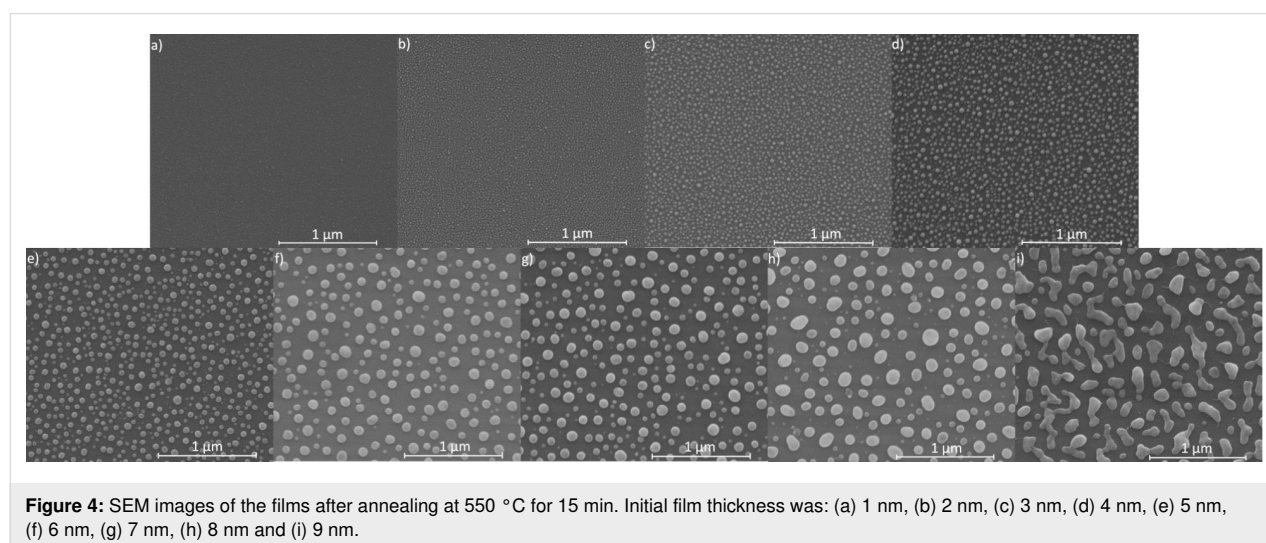 a)
b)
c)
d)
1 µm
1 µm
1 µm
1 µm
e)
f)
g)
h)
i)
1 µm
1 µm
1 µm
1 µm
1 µm
Figure 4: SEM images of the films after annealing at 550 °C for 15 min. Initial film thickness was: (a) 1 nm, (b) 2 nm, (c) 3 nm, (d) 4 nm, (e) 5 nm,
(f) 6 nm, (g) 7 nm, (h) 8 nm and (i) 9 nm.